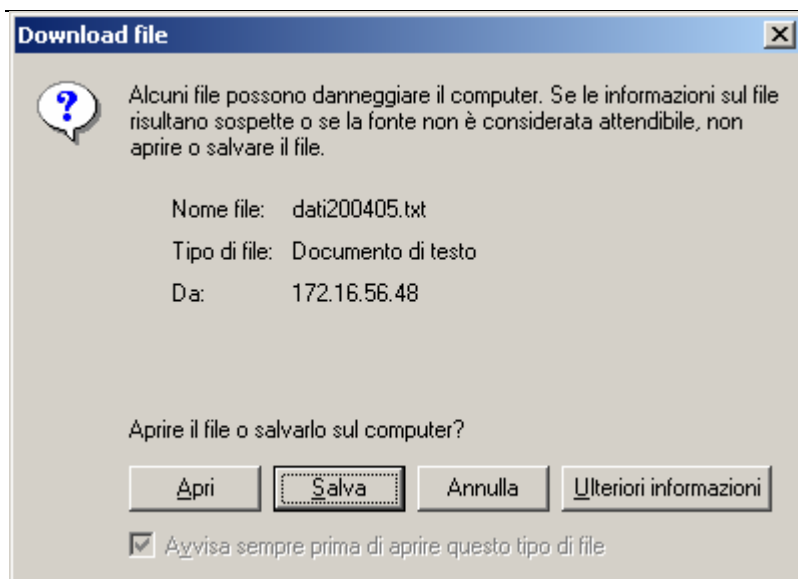 Download file
Alcuni file possono danneggiare il computer. Se le informazioni sul file
risultano sospette o se la fonte non è considerata attendibile, non
aprire o salvare il file.
Nome file: dati200405.txt
Tipo di file: Documento di testo
Da: 172.16.56.48
Aprire il file o salvarlo sul computer?
Apri Salva Annulla Ulteriori informazioni
Avvisa sempre prima di aprire questo tipo di file